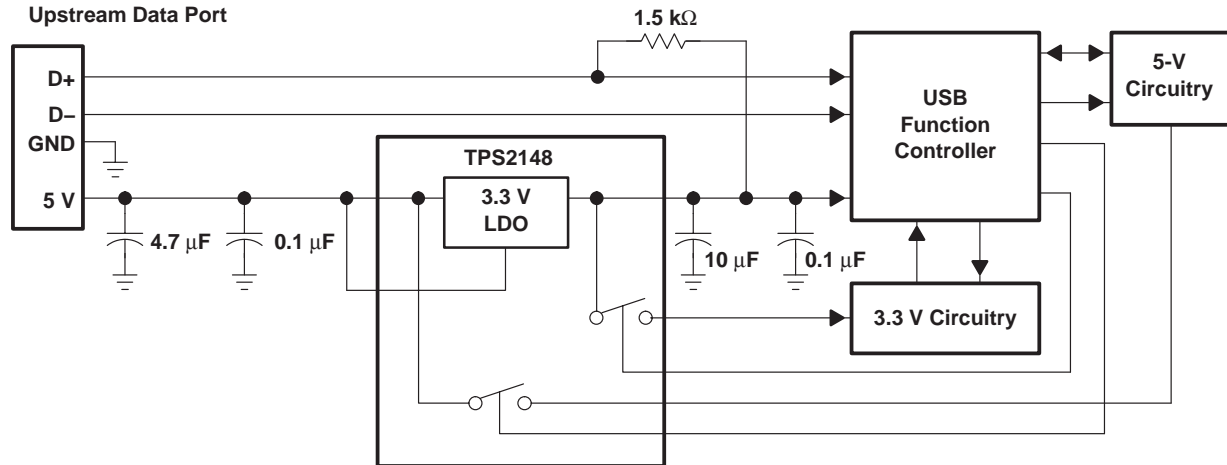 Upstream Data Port
1.5 kΩ
D+
D–
GND
5 V
4.7 μF
0.1 μF
TPS2148
3.3 V
LDO
10 μF
0.1 μF
USB
Function
Controller
5-V
Circuitry
3.3 V Circuitry